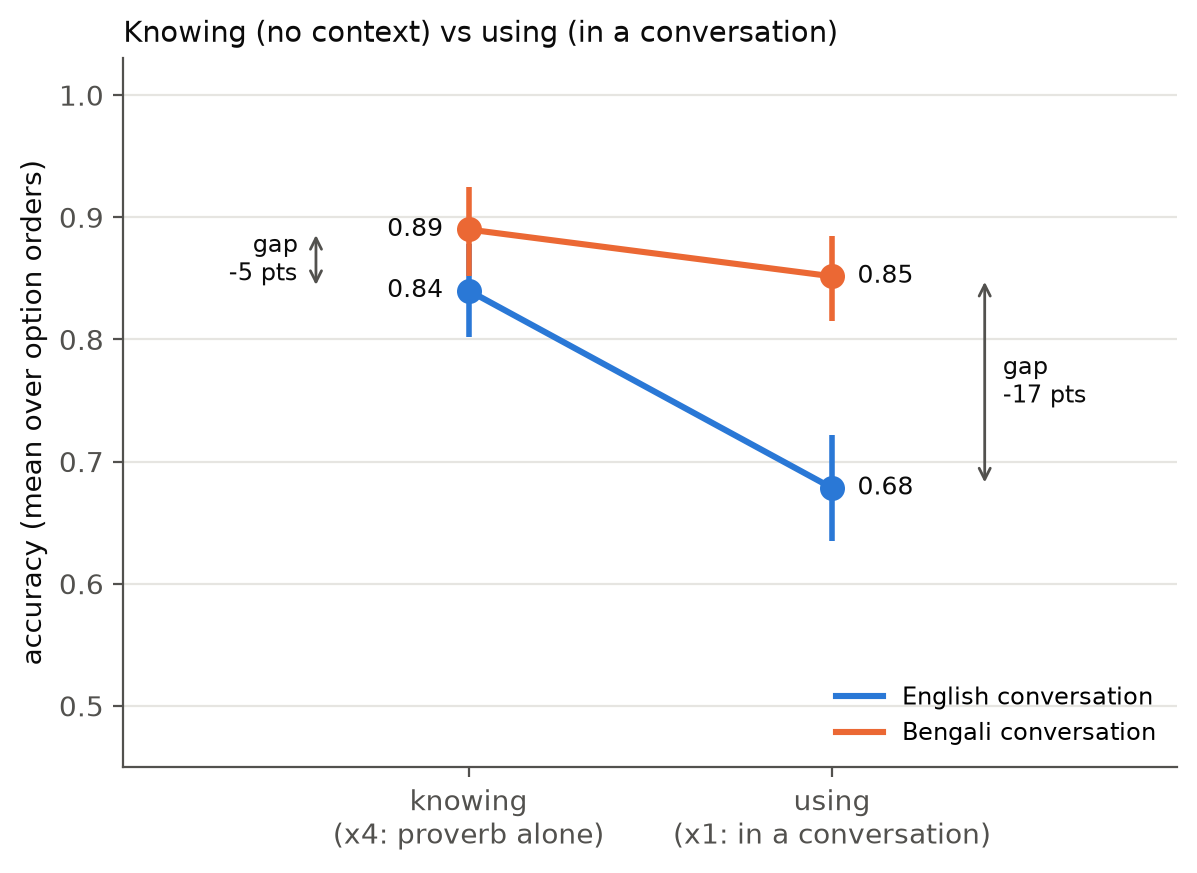 Knowing (no context) vs using (in a conversation)
accuracy (mean over option orders)
1.0
0.9
0.8
0.7
0.6
0.5
gap
-5 pts
0.89
0.84
0.85
0.68
gap
-17 pts
English conversation
Bengali conversation
knowing
(x4: proverb alone)
using
(x1: in a conversation)